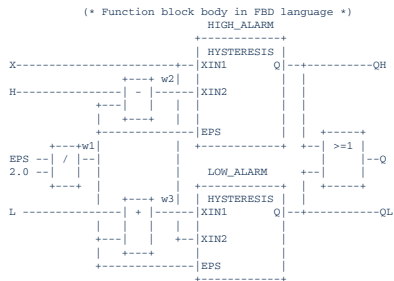 (* Function block body in FBD language *)
HIGH_ALARM
HYSTERESIS
X XIN1 Q QH
w2
H - XIN2
EPS
w1 >=1
EPS / Q
2.0 LOW_ALARM
HYSTERESIS
w3
L + XIN1 Q QL
XIN2
EPS